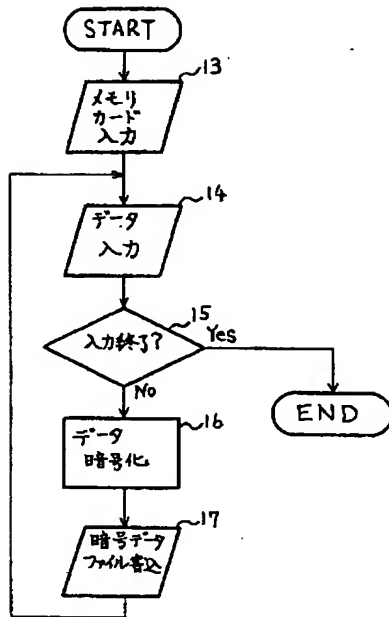 START
13
メモリ
カード
入力
14
データ
入力
15
入力終了?
Yes
No
END
16
データ
暗号化
17
暗号データ
ファイル書込